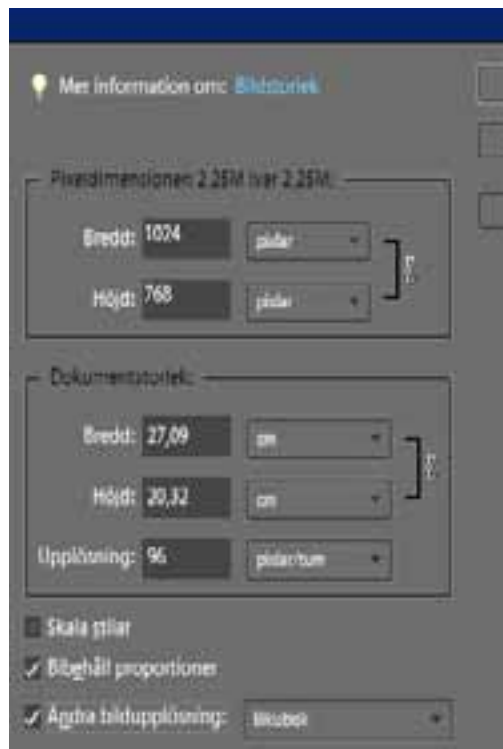 Mer information om: Bildstorlek
Pixeldimensioner: 2,25M (var 2,25M)
Bredd: 1024 pixlar
Höjd: 768 pixlar
Dokumentstorlek:
Bredd: 27,09 cm
Höjd: 20,32 cm
Upplösning: 96 pixlar/tum
Skala stilar
Bibehåll proportioner
Ändra bildupplösning: Bikubisk